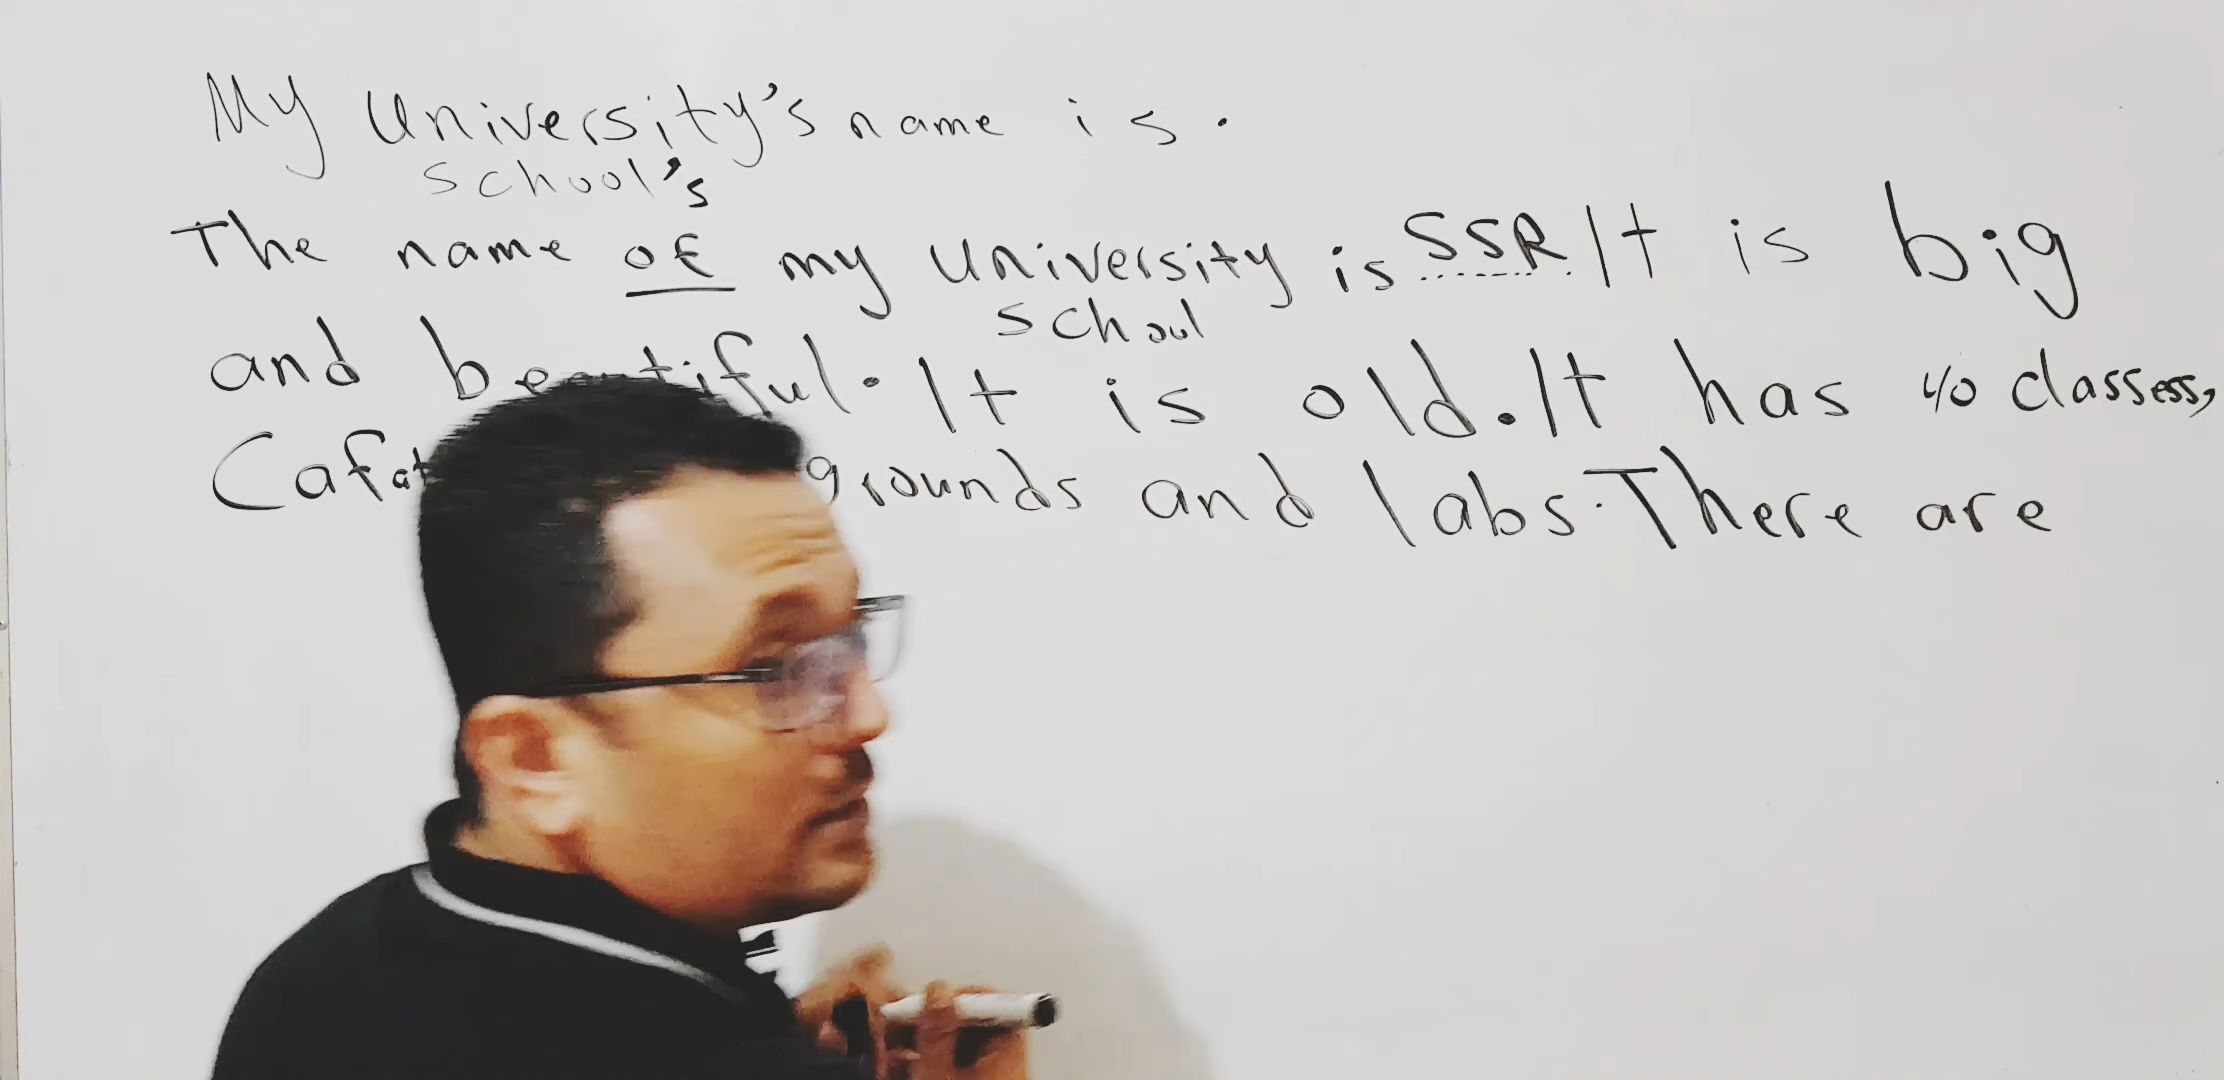 My University's name is.
school's
The name of my University is SSR It is big
school
and beautiful. It is old. It has 40 classess,
grounds and labs. There are